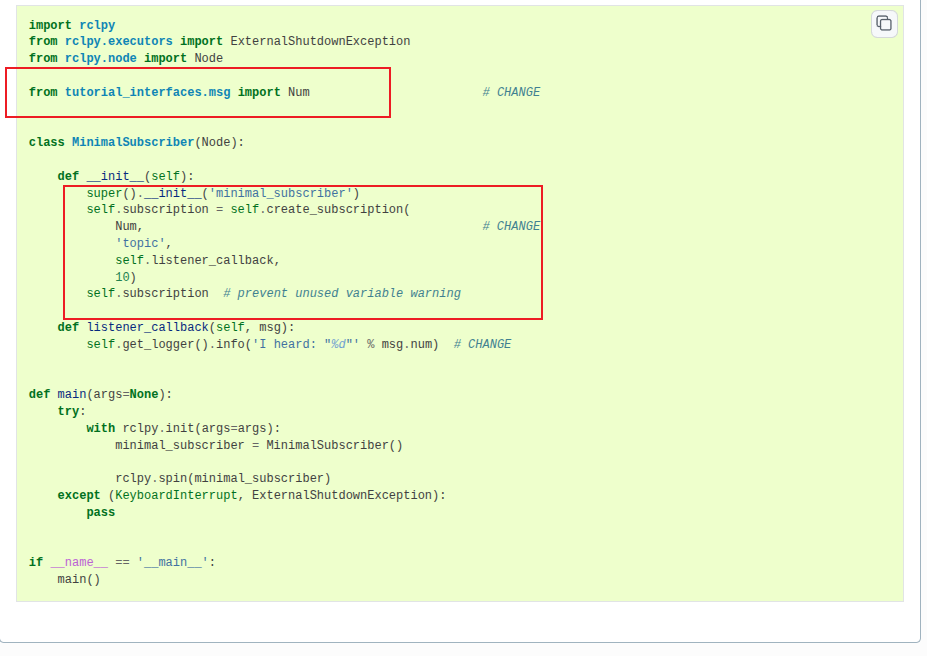 import rclpy
from rclpy.executors import ExternalShutdownException
from rclpy.node import Node
from tutorial_interfaces.msg import Num                        # CHANGE
class MinimalSubscriber(Node):
    def __init__(self):
        super().__init__('minimal_subscriber')
        self.subscription = self.create_subscription(
            Num,                                               # CHANGE
            'topic',
            self.listener_callback,
            10)
        self.subscription  # prevent unused variable warning
    def listener_callback(self, msg):
        self.get_logger().info('I heard: "%d"' % msg.num)  # CHANGE
def main(args=None):
    try:
        with rclpy.init(args=args):
            minimal_subscriber = MinimalSubscriber()
            rclpy.spin(minimal_subscriber)
    except (KeyboardInterrupt, ExternalShutdownException):
        pass
if __name__ == '__main__':
    main()